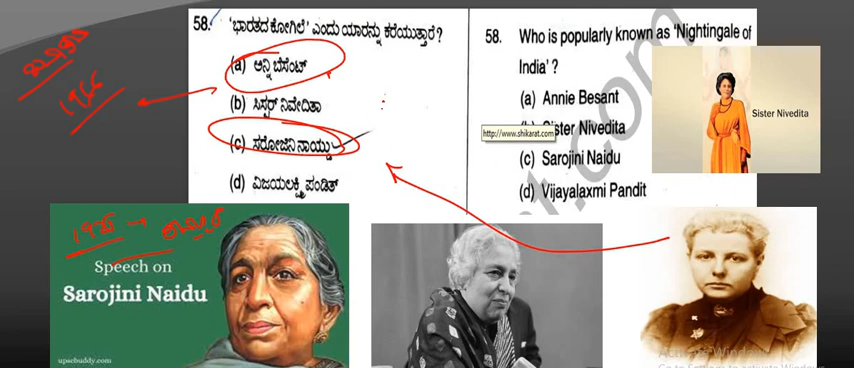 58. 'ಭಾರತದ ಕೋಗಿಲೆ' ಎಂದು ಯಾರನ್ನು ಕರೆಯುತ್ತಾರೆ?
(a) ಅನ್ನಿ ಬೆಸೆಂಟ್
(b) ಸಿಸ್ಟರ್ ನಿವೇದಿತಾ
(c) ಸರೋಜಿನಿ ನಾಯ್ಡು
(d) ವಿಜಯಲಕ್ಷ್ಮಿ ಪಂಡಿತ್
58. Who is popularly known as 'Nightingale of
India'?
(a) Annie Besant
Sister Nivedita
(c) Sarojini Naidu
(d) Vijayalaxmi Pandit
http://www.shikarat.com
Sister Nivedita
Speech on
Sarojini Naidu
upscbuddy.com